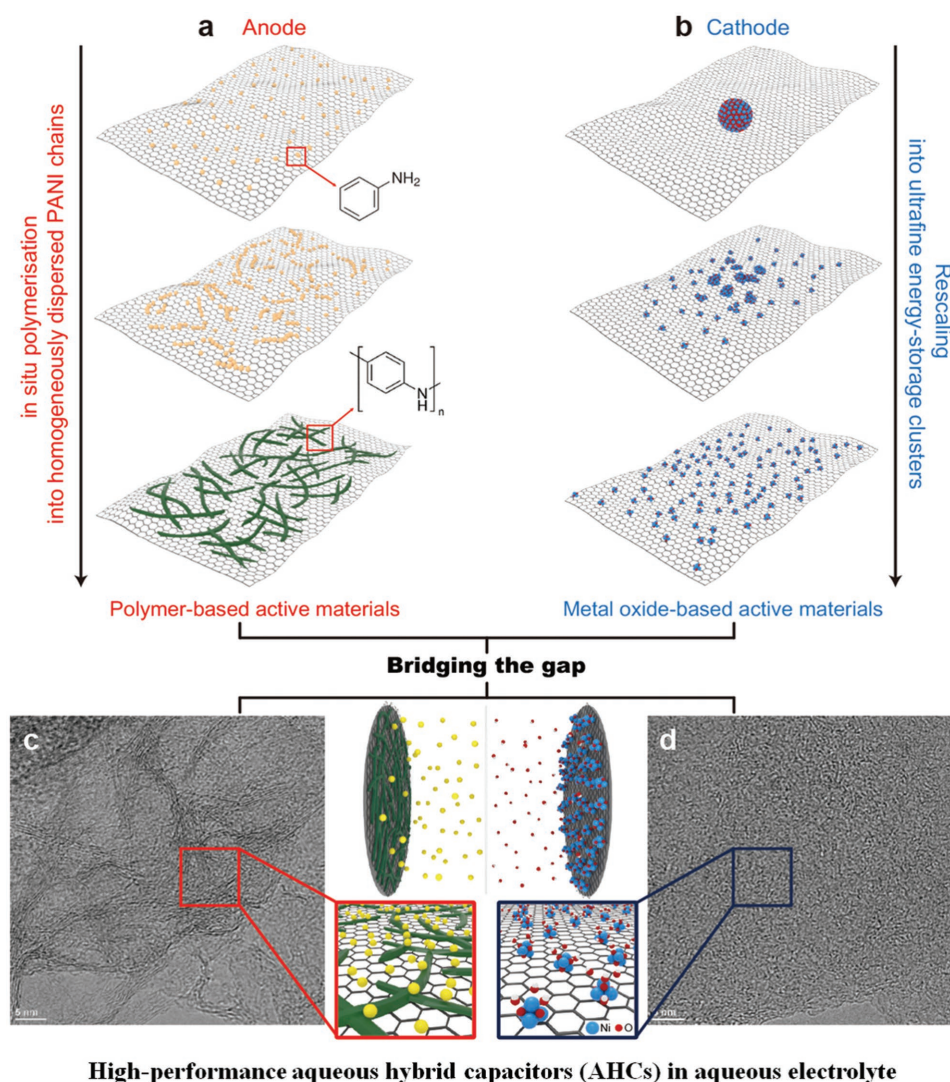 a Anode
b Cathode
in situ polymerisation
into homogeneously dispersed PANI chains
NH2
N
H
n
Rescaling
into ultrafine energy-storage clusters
Polymer-based active materials
Metal oxide-based active materials
Bridging the gap
c
d
5 nm
nm
Ni O
High-performance aqueous hybrid capacitors (AHCs) in aqueous electrolyte